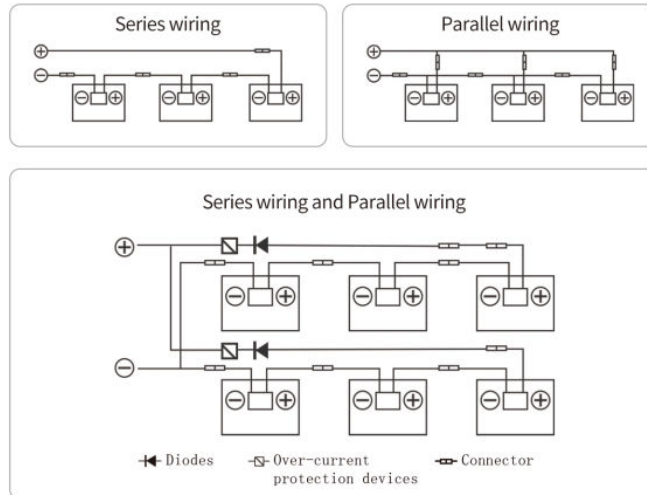 Series wiring
Parallel wiring
Series wiring and Parallel wiring
Diodes
Over-current
protection devices
Connector